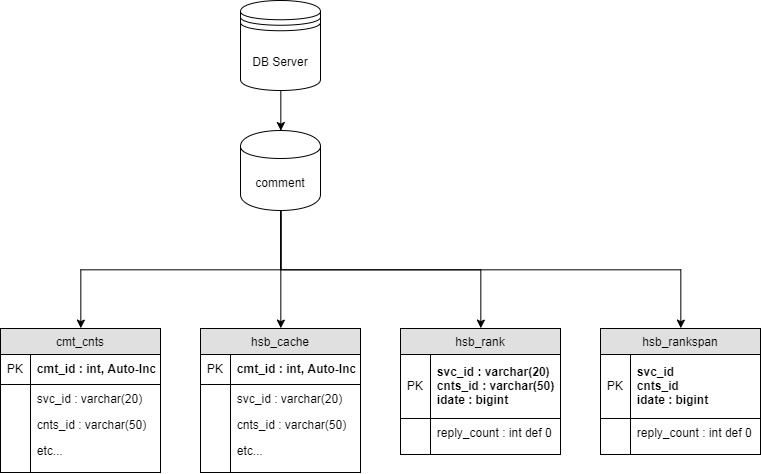 DB Server
comment
cmt_cnts
PK
cmt_id : int, Auto-Inc
svc_id : varchar(20)
cnts_id : varchar(50)
etc...
hsb_cache
PK
cmt_id : int, Auto-Inc
svc_id : varchar(20)
cnts_id : varchar(50)
etc...
hsb_rank
PK
svc_id : varchar(20)
cnts_id : varchar(50)
idate : bigint
reply_count : int def 0
hsb_rankspan
PK
svc_id
cnts_id
idate : bigint
reply_count : int def 0